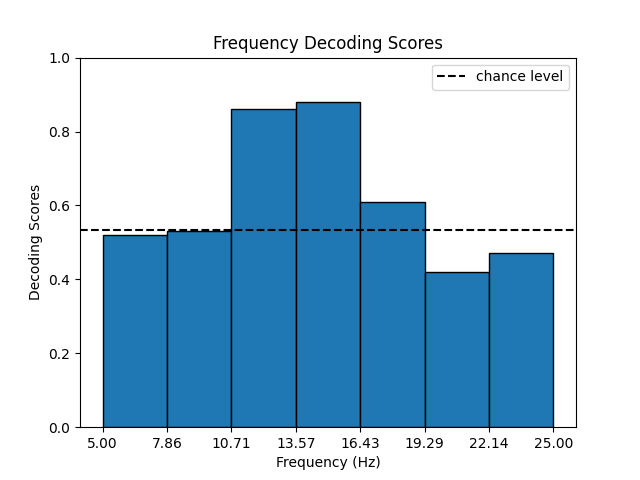 Frequency Decoding Scores
chance level
1.0
0.8
0.6
0.4
0.2
0.0
Decoding Scores
5.00 7.86 10.71 13.57 16.43 19.29 22.14 25.00
Frequency (Hz)